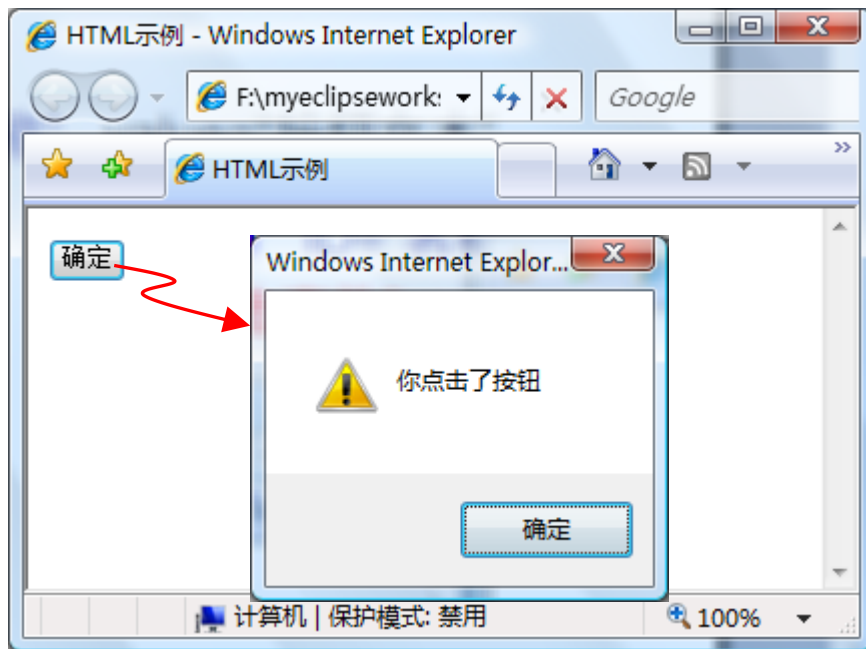 HTML示例 - Windows Internet Explorer
F:\myeclipsework:
Google
HTML示例
确定
Windows Internet Explor...
你点击了按钮
确定
计算机 | 保护模式: 禁用
100%